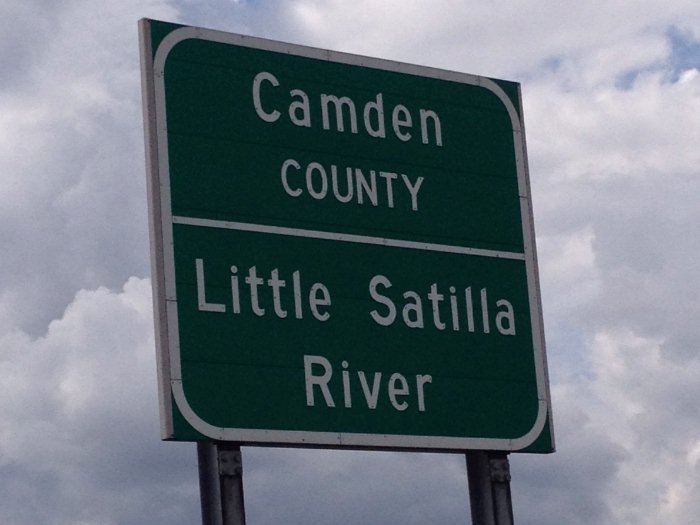 Camden
COUNTY
Little Satilla
River